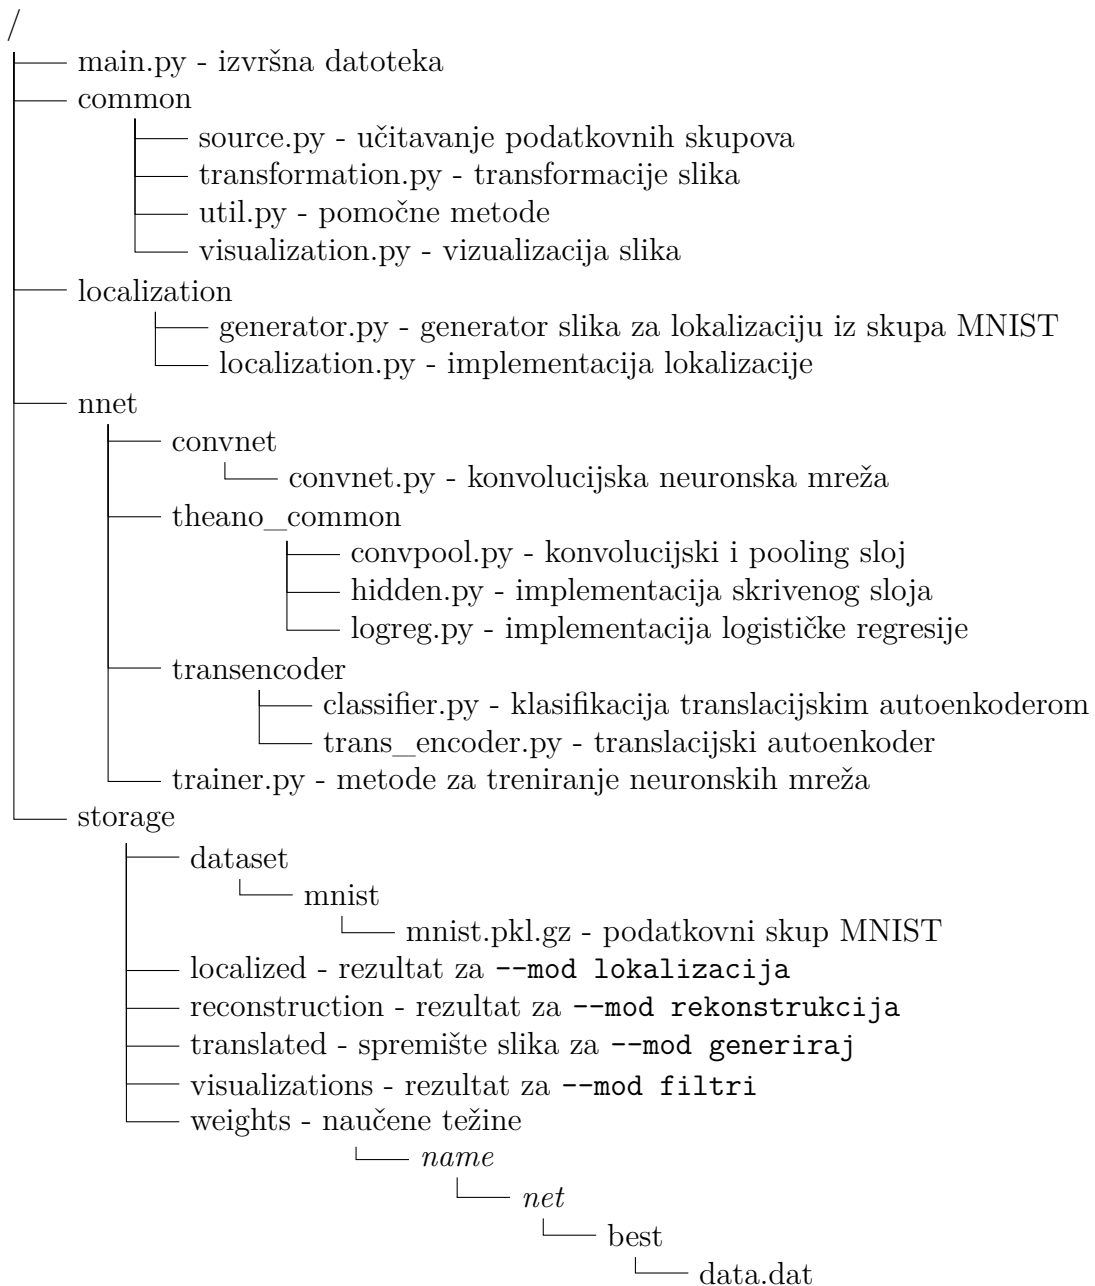 /
main.py - izvršna datoteka
common
source.py - učitavanje podatkovnih skupova
transformation.py - transformacije slika
util.py - pomočne metode
visualization.py - vizualizacija slika
localization
generator.py - generator slika za lokalizaciju iz skupa MNIST
localization.py - implementacija lokalizacije
nnet
convnet
convnet.py - konvolucijska neuronska mreža
theano_common
convpool.py - konvolucijski i pooling sloj
hidden.py - implementacija skrivenog sloja
logreg.py - implementacija logističke regresije
transencoder
classifier.py - klasifikacija translacijskim autoenkoderom
trans_encoder.py - translacijski autoenkoder
trainer.py - metode za treniranje neuronskih mreža
storage
dataset
mnist
mnist.pkl.gz - podatkovni skup MNIST
localized - rezultat za --mod lokalizacija
reconstruction - rezultat za --mod rekonstrukcija
translated - spremište slika za --mod generiraj
visualizations - rezultat za --mod filtri
weights - naučene težine
name
net
best
data.dat